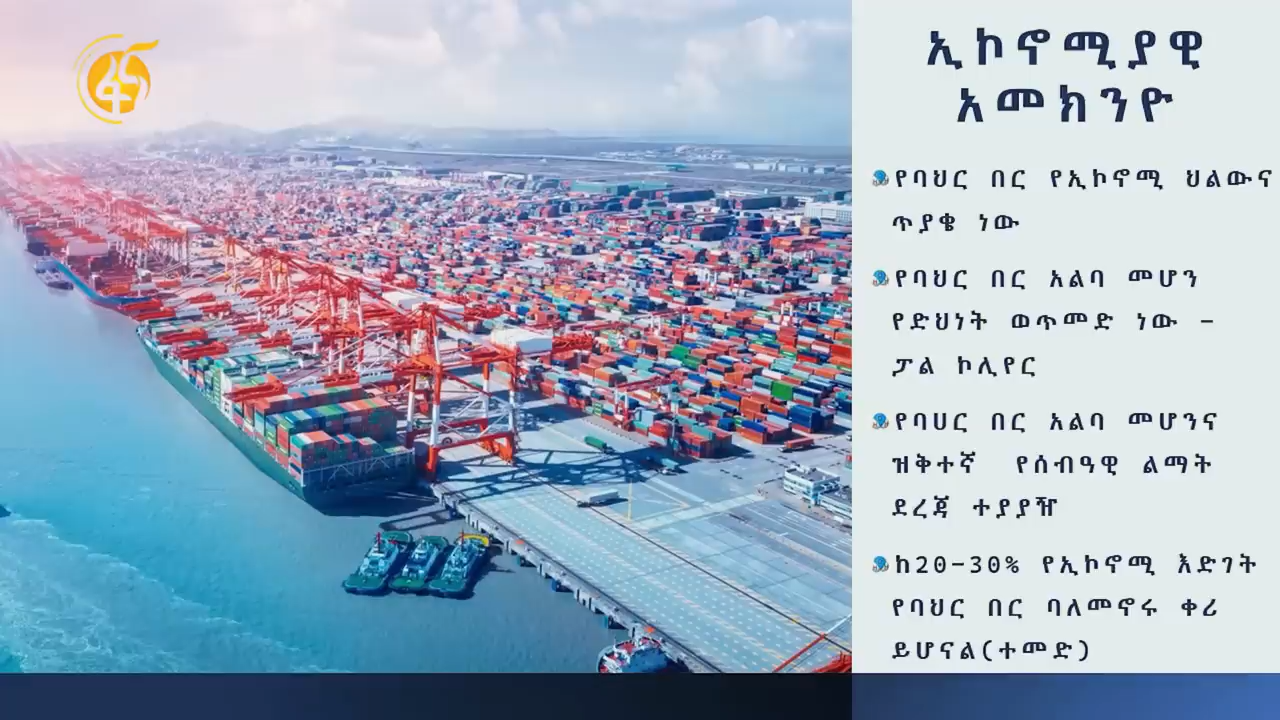 ኢኮኖሚያዊ
አመክንዮ
የባህር በር የኢኮኖሚ ህልውና
ጥያቄ ነው
የባህር በር አልባ መሆን
የድህነት ወጥመድ ነው –
ፓል ኮሊየር
የባሀር በር አልባ መሆንና
ዝቅተኛ የሰብዓዊ ልማት
ደረጃ ተያያዥ
ከ20–30% የኢኮኖሚ እድገት
የባህር በር ባለመኖሩ ቀሪ
ይሆናል(ተመድ)